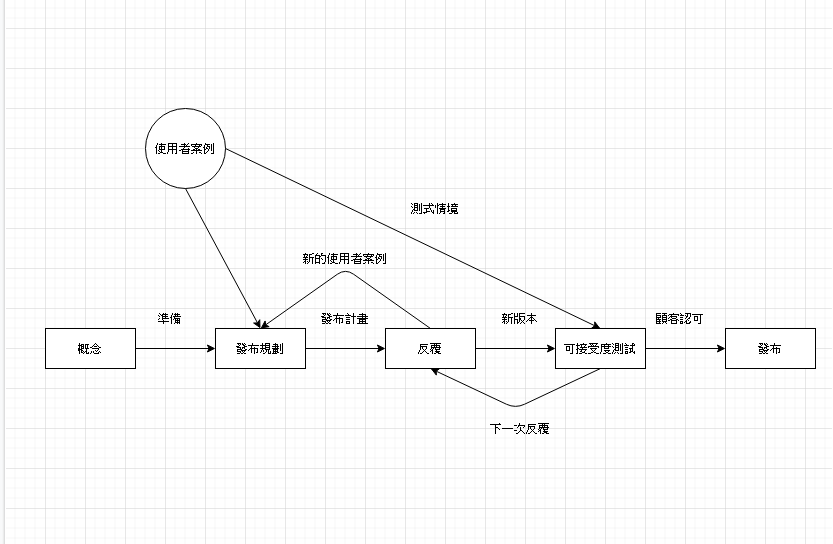 使用者案例
測式情境
新的使用者案例
準備
發布計畫
新版本
顧客認可
概念
發布規劃
反覆
可接受度測試
發布
下一次反覆